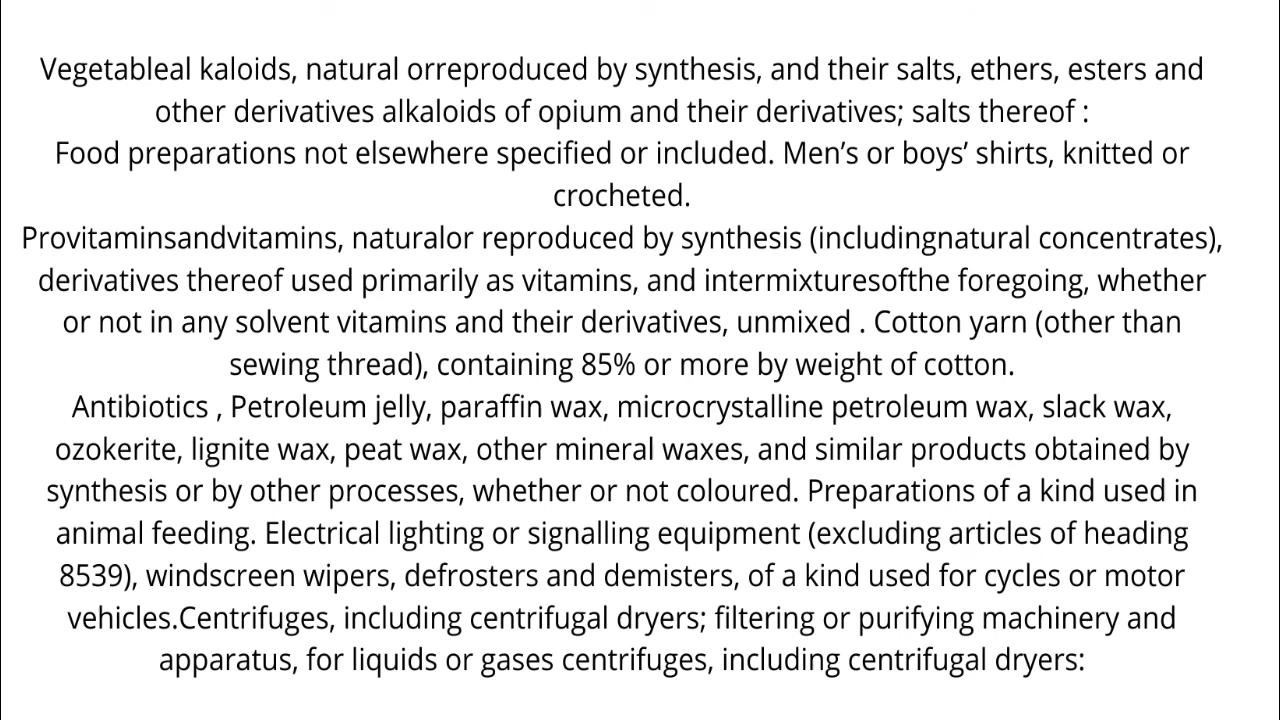 Vegetableal kaloids, natural orreproduced by synthesis, and their salts, ethers, esters and
other derivatives alkaloids of opium and their derivatives; salts thereof :
Food preparations not elsewhere specified or included. Men’s or boys’ shirts, knitted or
crocheted.
Provitaminsandvitamins, naturalor reproduced by synthesis (includingnatural concentrates),
derivatives thereof used primarily as vitamins, and intermixturesofthe foregoing, whether
or not in any solvent vitamins and their derivatives, unmixed . Cotton yarn (other than
sewing thread), containing 85% or more by weight of cotton.
Antibiotics , Petroleum jelly, paraffin wax, microcrystalline petroleum wax, slack wax,
ozokerite, lignite wax, peat wax, other mineral waxes, and similar products obtained by
synthesis or by other processes, whether or not coloured. Preparations of a kind used in
animal feeding. Electrical lighting or signalling equipment (excluding articles of heading
8539), windscreen wipers, defrosters and demisters, of a kind used for cycles or motor
vehicles.Centrifuges, including centrifugal dryers; filtering or purifying machinery and
apparatus, for liquids or gases centrifuges, including centrifugal dryers: